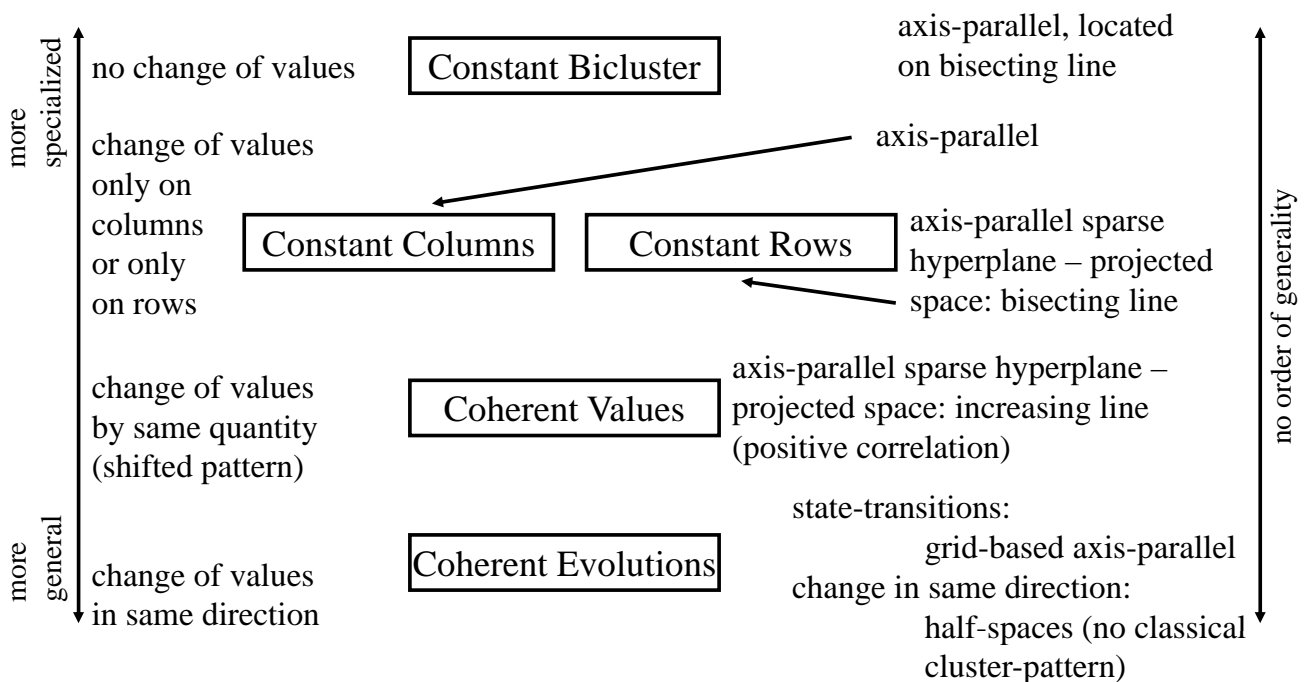 more
specialized
no change of values
Constant Bicluster
axis-parallel, located
on bisecting line
change of values
only on
columns
or only
on rows
axis-parallel
Constant Columns
Constant Rows
axis-parallel sparse
hyperplane – projected
space: bisecting line
no order of generality
change of values
by same quantity
(shifted pattern)
Coherent Values
axis-parallel sparse hyperplane –
projected space: increasing line
(positive correlation)
more
general
change of values
in same direction
Coherent Evolutions
state-transitions:
grid-based axis-parallel
change in same direction:
half-spaces (no classical
cluster-pattern)